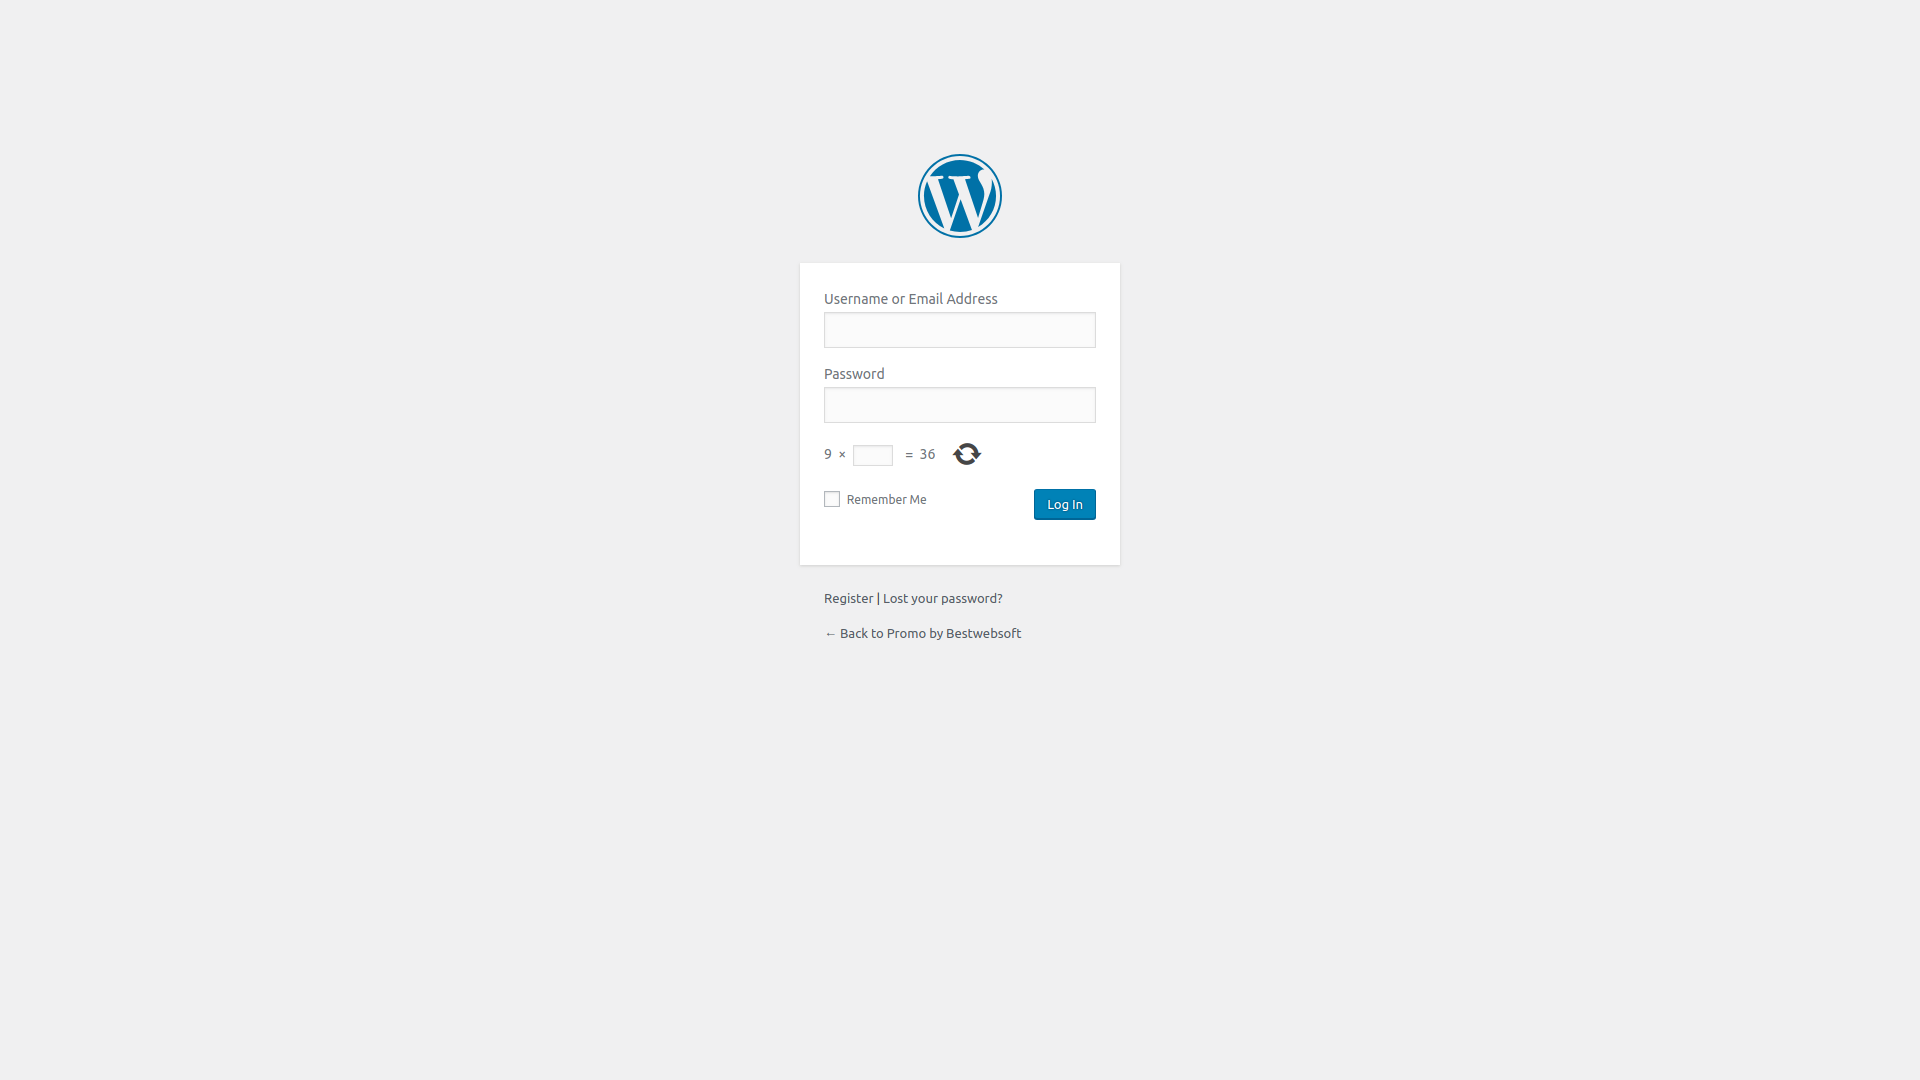 Username or Email Address
Password
9 × = 36
Remember Me
Log In
Register | Lost your password?
← Back to Promo by Bestwebsoft